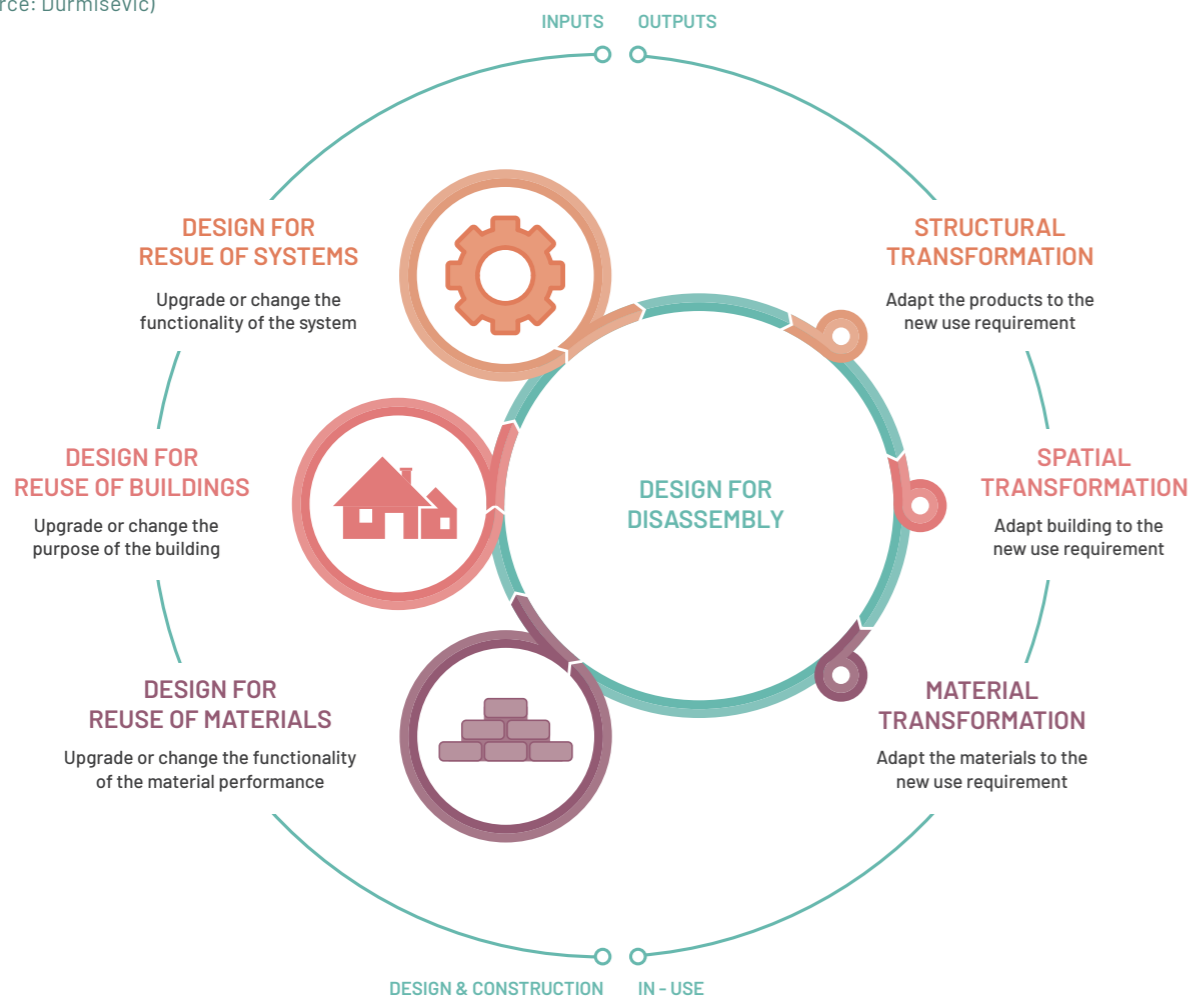 rce: Durmisevic)
INPUTS
OUTPUTS
DESIGN FOR
RESUE OF SYSTEMS
Upgrade or change the
functionality of the system
STRUCTURAL
TRANSFORMATION
Adapt the products to the
new use requirement
DESIGN FOR
REUSE OF BUILDINGS
Upgrade or change the
purpose of the building
DESIGN FOR
DISASSEMBLY
SPATIAL
TRANSFORMATION
Adapt building to the
new use requirement
DESIGN FOR
REUSE OF MATERIALS
Upgrade or change the functionality
of the material performance
MATERIAL
TRANSFORMATION
Adapt the materials to the
new use requirement
DESIGN & CONSTRUCTION
IN - USE